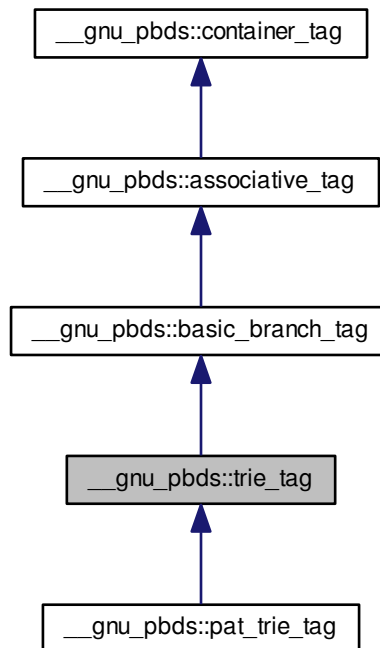 __gnu_pbds::container_tag
__gnu_pbds::associative_tag
__gnu_pbds::basic_branch_tag
__gnu_pbds::trie_tag
__gnu_pbds::pat_trie_tag